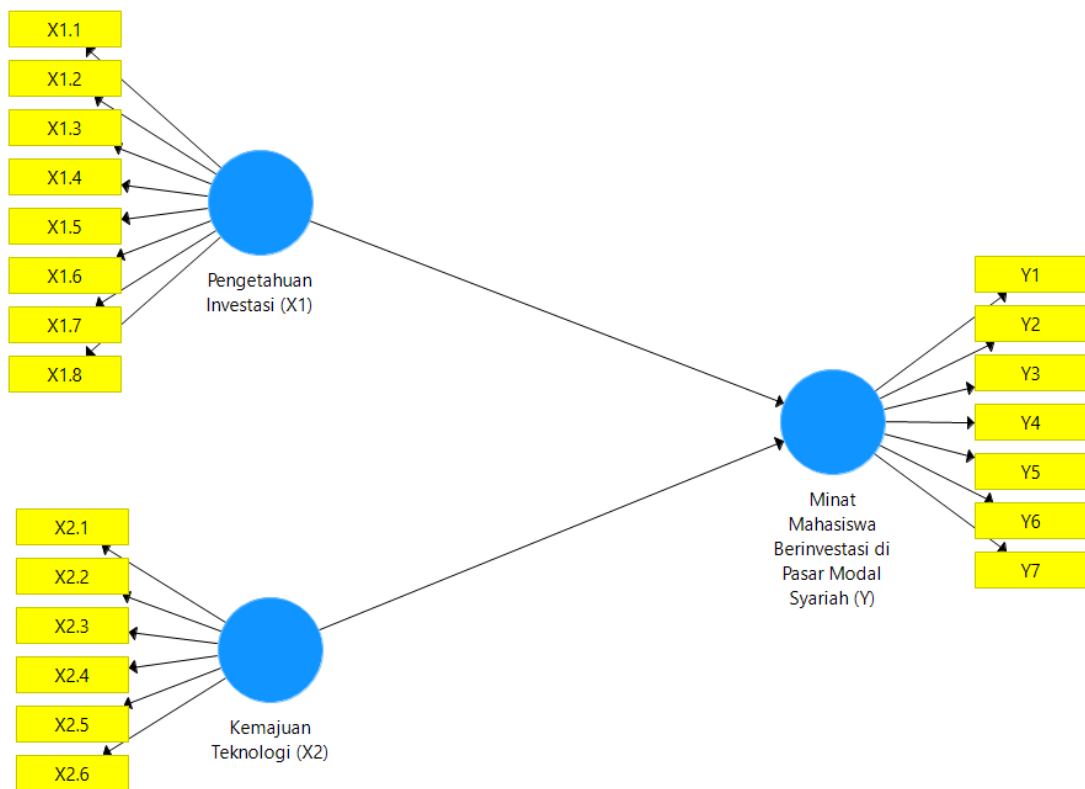 X1.1
X1.2
X1.3
X1.4
X1.5
X1.6
X1.7
X1.8
Pengetahuan
Investasi (X1)
X2.1
X2.2
X2.3
X2.4
X2.5
X2.6
Kemajuan
Teknologi (X2)
Y1
Y2
Y3
Y4
Y5
Y6
Y7
Minat
Mahasiswa
Berinvestasi di
Pasar Modal
Syariah (Y)